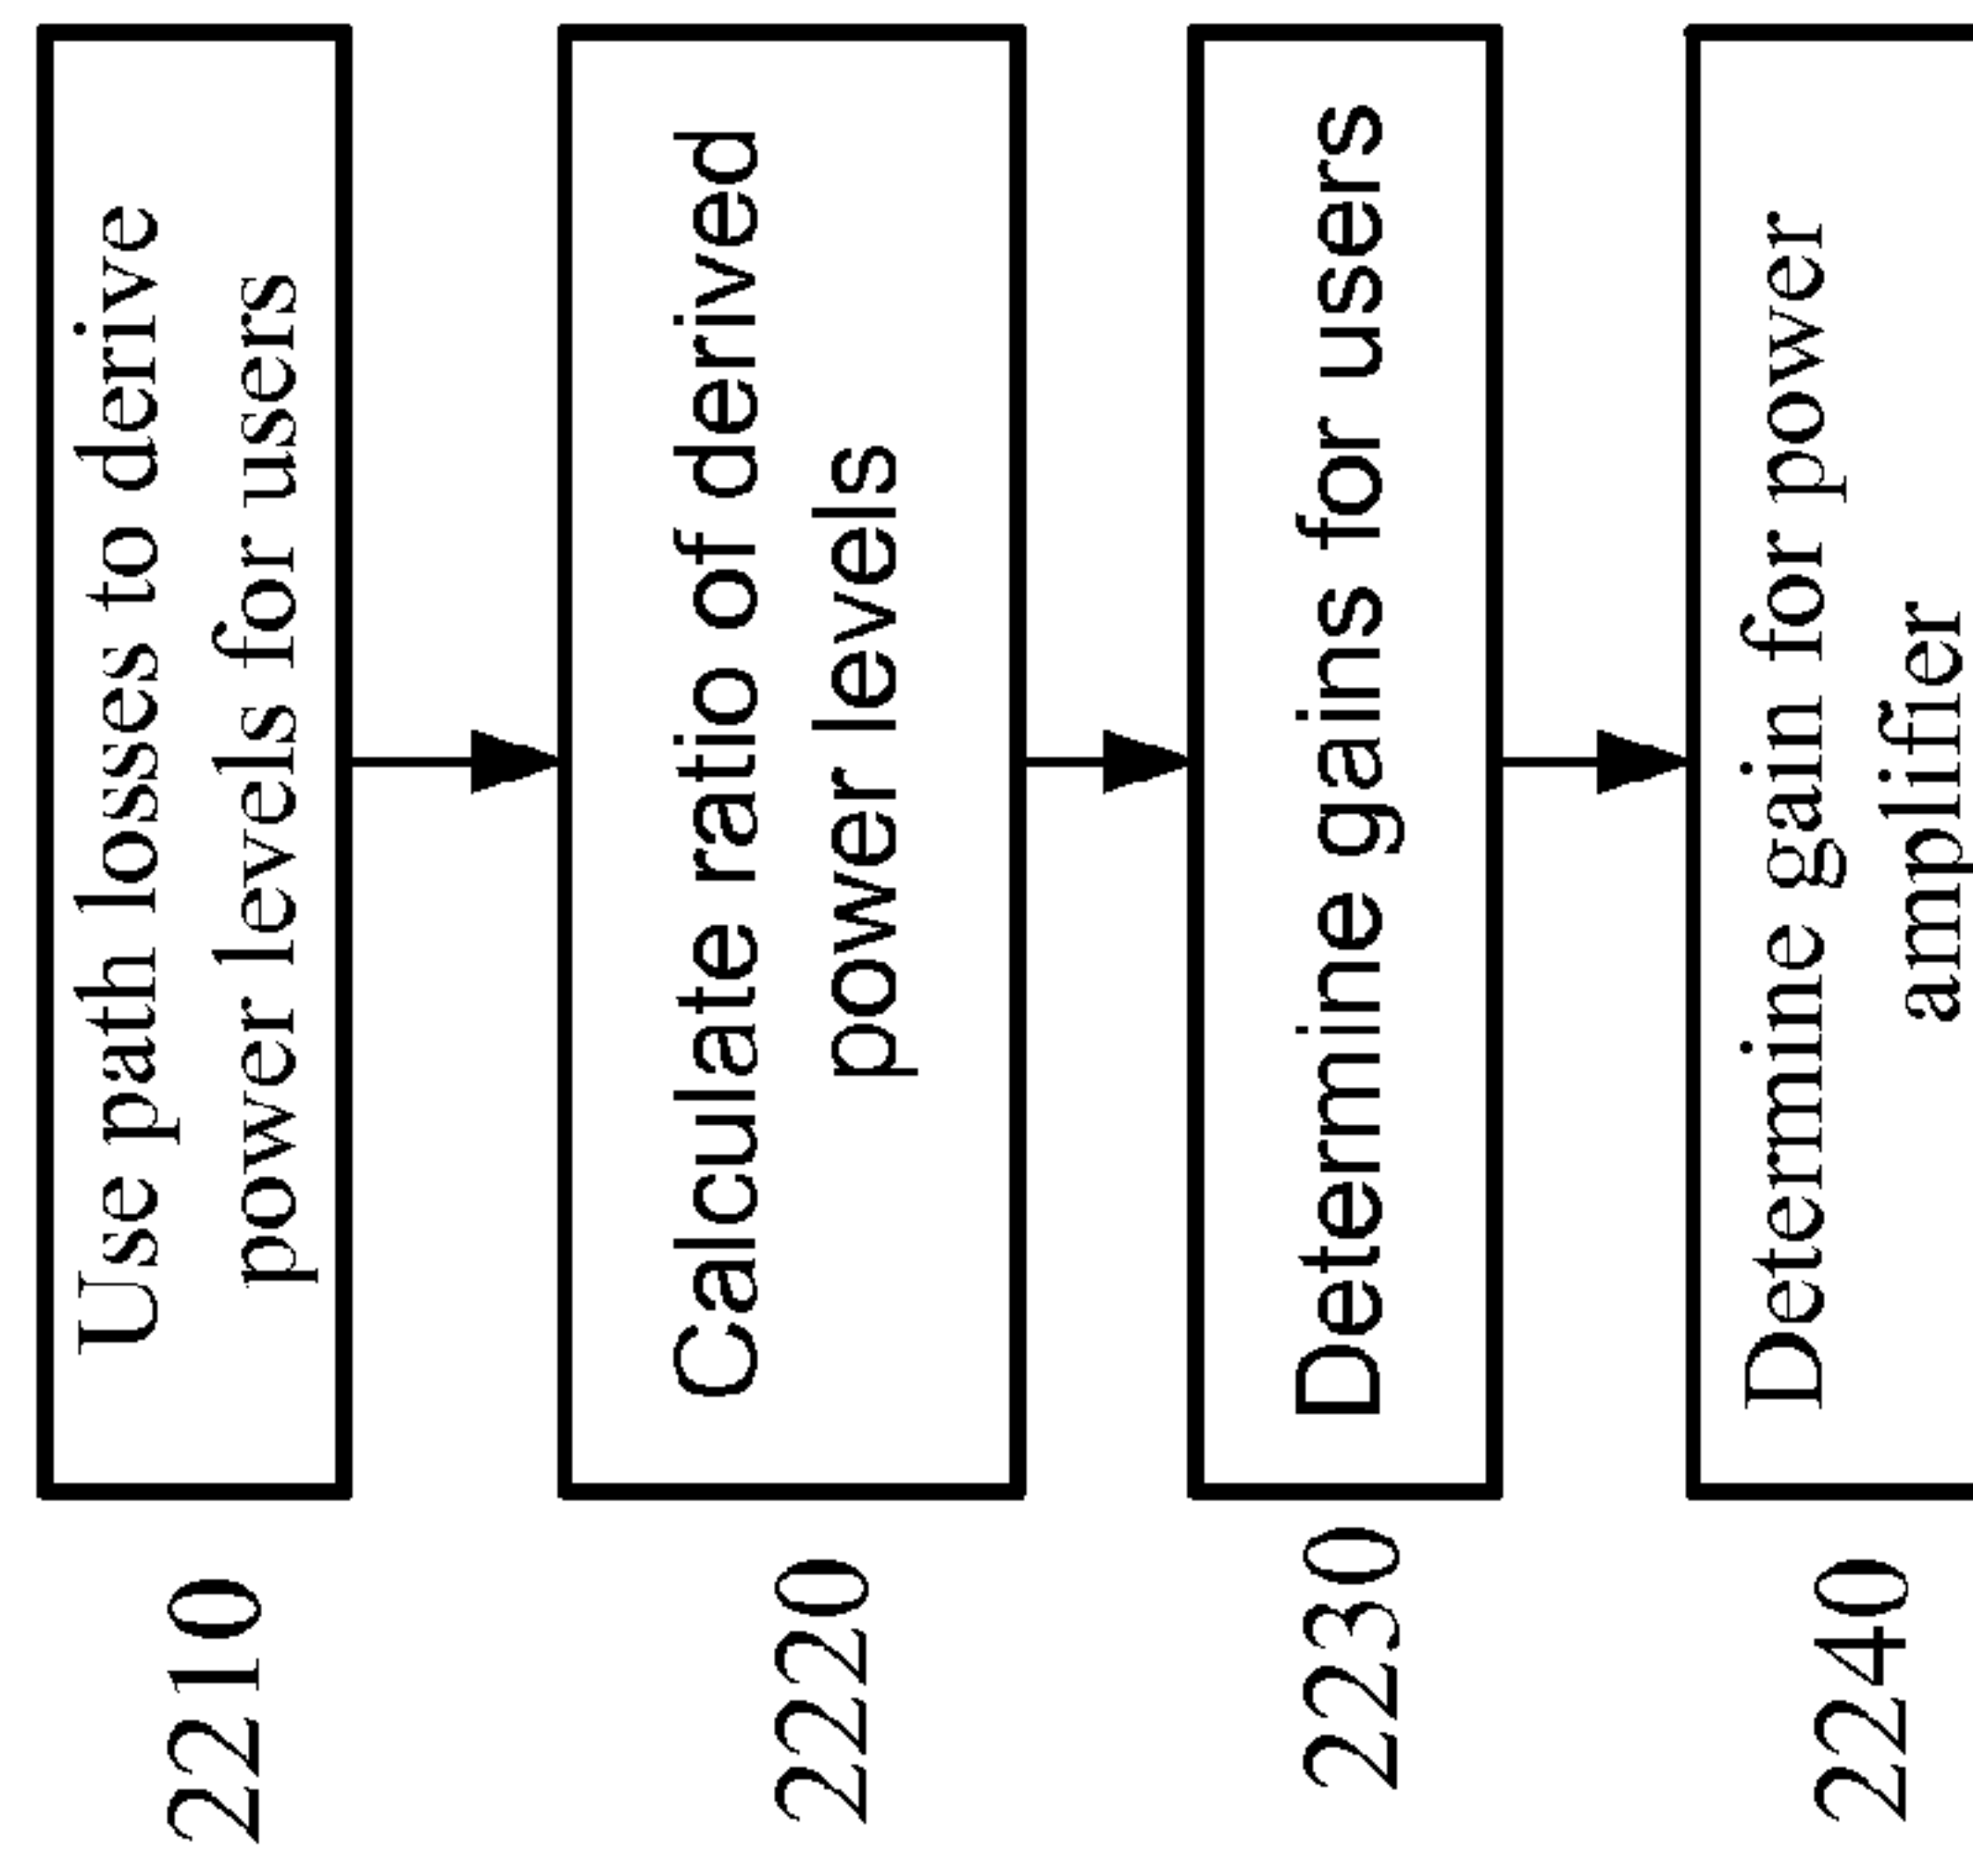 2210
Use path losses to derive
power levels for users
2220
Calculate ratio of derived
power levels
2230
Determine gains for users
2240
Determine gain for power
amplifier